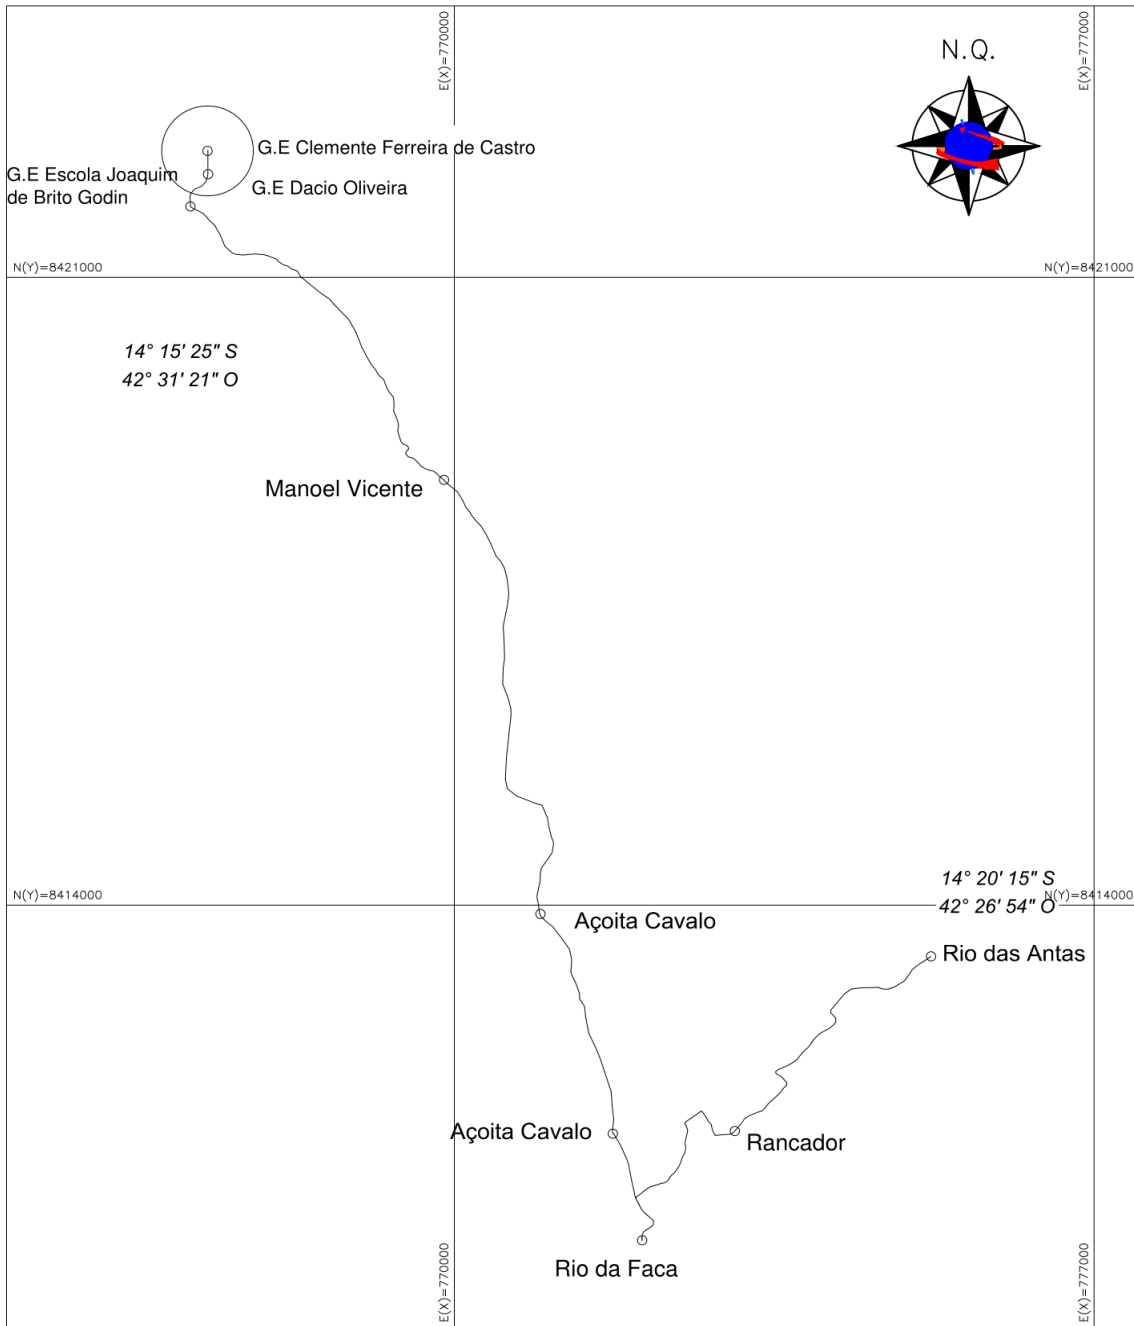 E(X)=770000
E(X)=777000
N.Q.
G.E Clemente Ferreira de Castro
G.E Escola Joaquim
de Brito Godin
G.E Dacio Oliveira
N(Y)=8421000
N(Y)=8421000
14° 15' 25" S
42° 31' 21" O
Manoel Vicente
14° 20' 15" S
42° 26' 54" O
N(Y)=8414000
N(Y)=8414000
Açoita Cavalo
Rio das Antas
Açoita Cavalo
Rancador
Rio da Faca
E(X)=770000
E(X)=777000